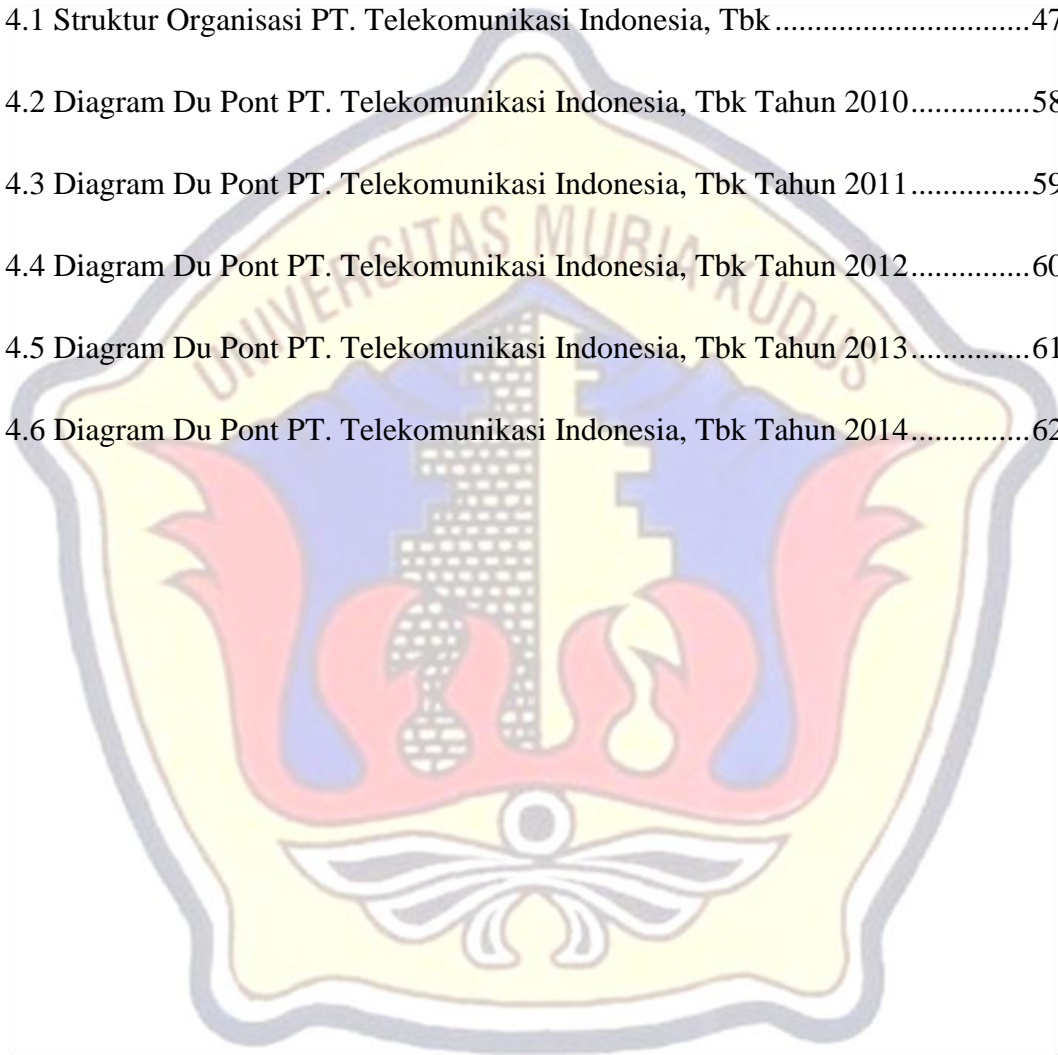 4.1 Struktur Organisasi PT. Telekomunikasi Indonesia, Tbk............................47
4.2 Diagram Du Pont PT. Telekomunikasi Indonesia, Tbk Tahun 2010..............58
4.3 Diagram Du Pont PT. Telekomunikasi Indonesia, Tbk Tahun 2011..............59
UNIVERSITAS MURIA KUDUS
4.4 Diagram Du Pont PT. Telekomunikasi Indonesia, Tbk Tahun 2012..............60
4.5 Diagram Du Pont PT. Telekomunikasi Indonesia, Tbk Tahun 2013..............61
4.6 Diagram Du Pont PT. Telekomunikasi Indonesia, Tbk Tahun 2014..............62